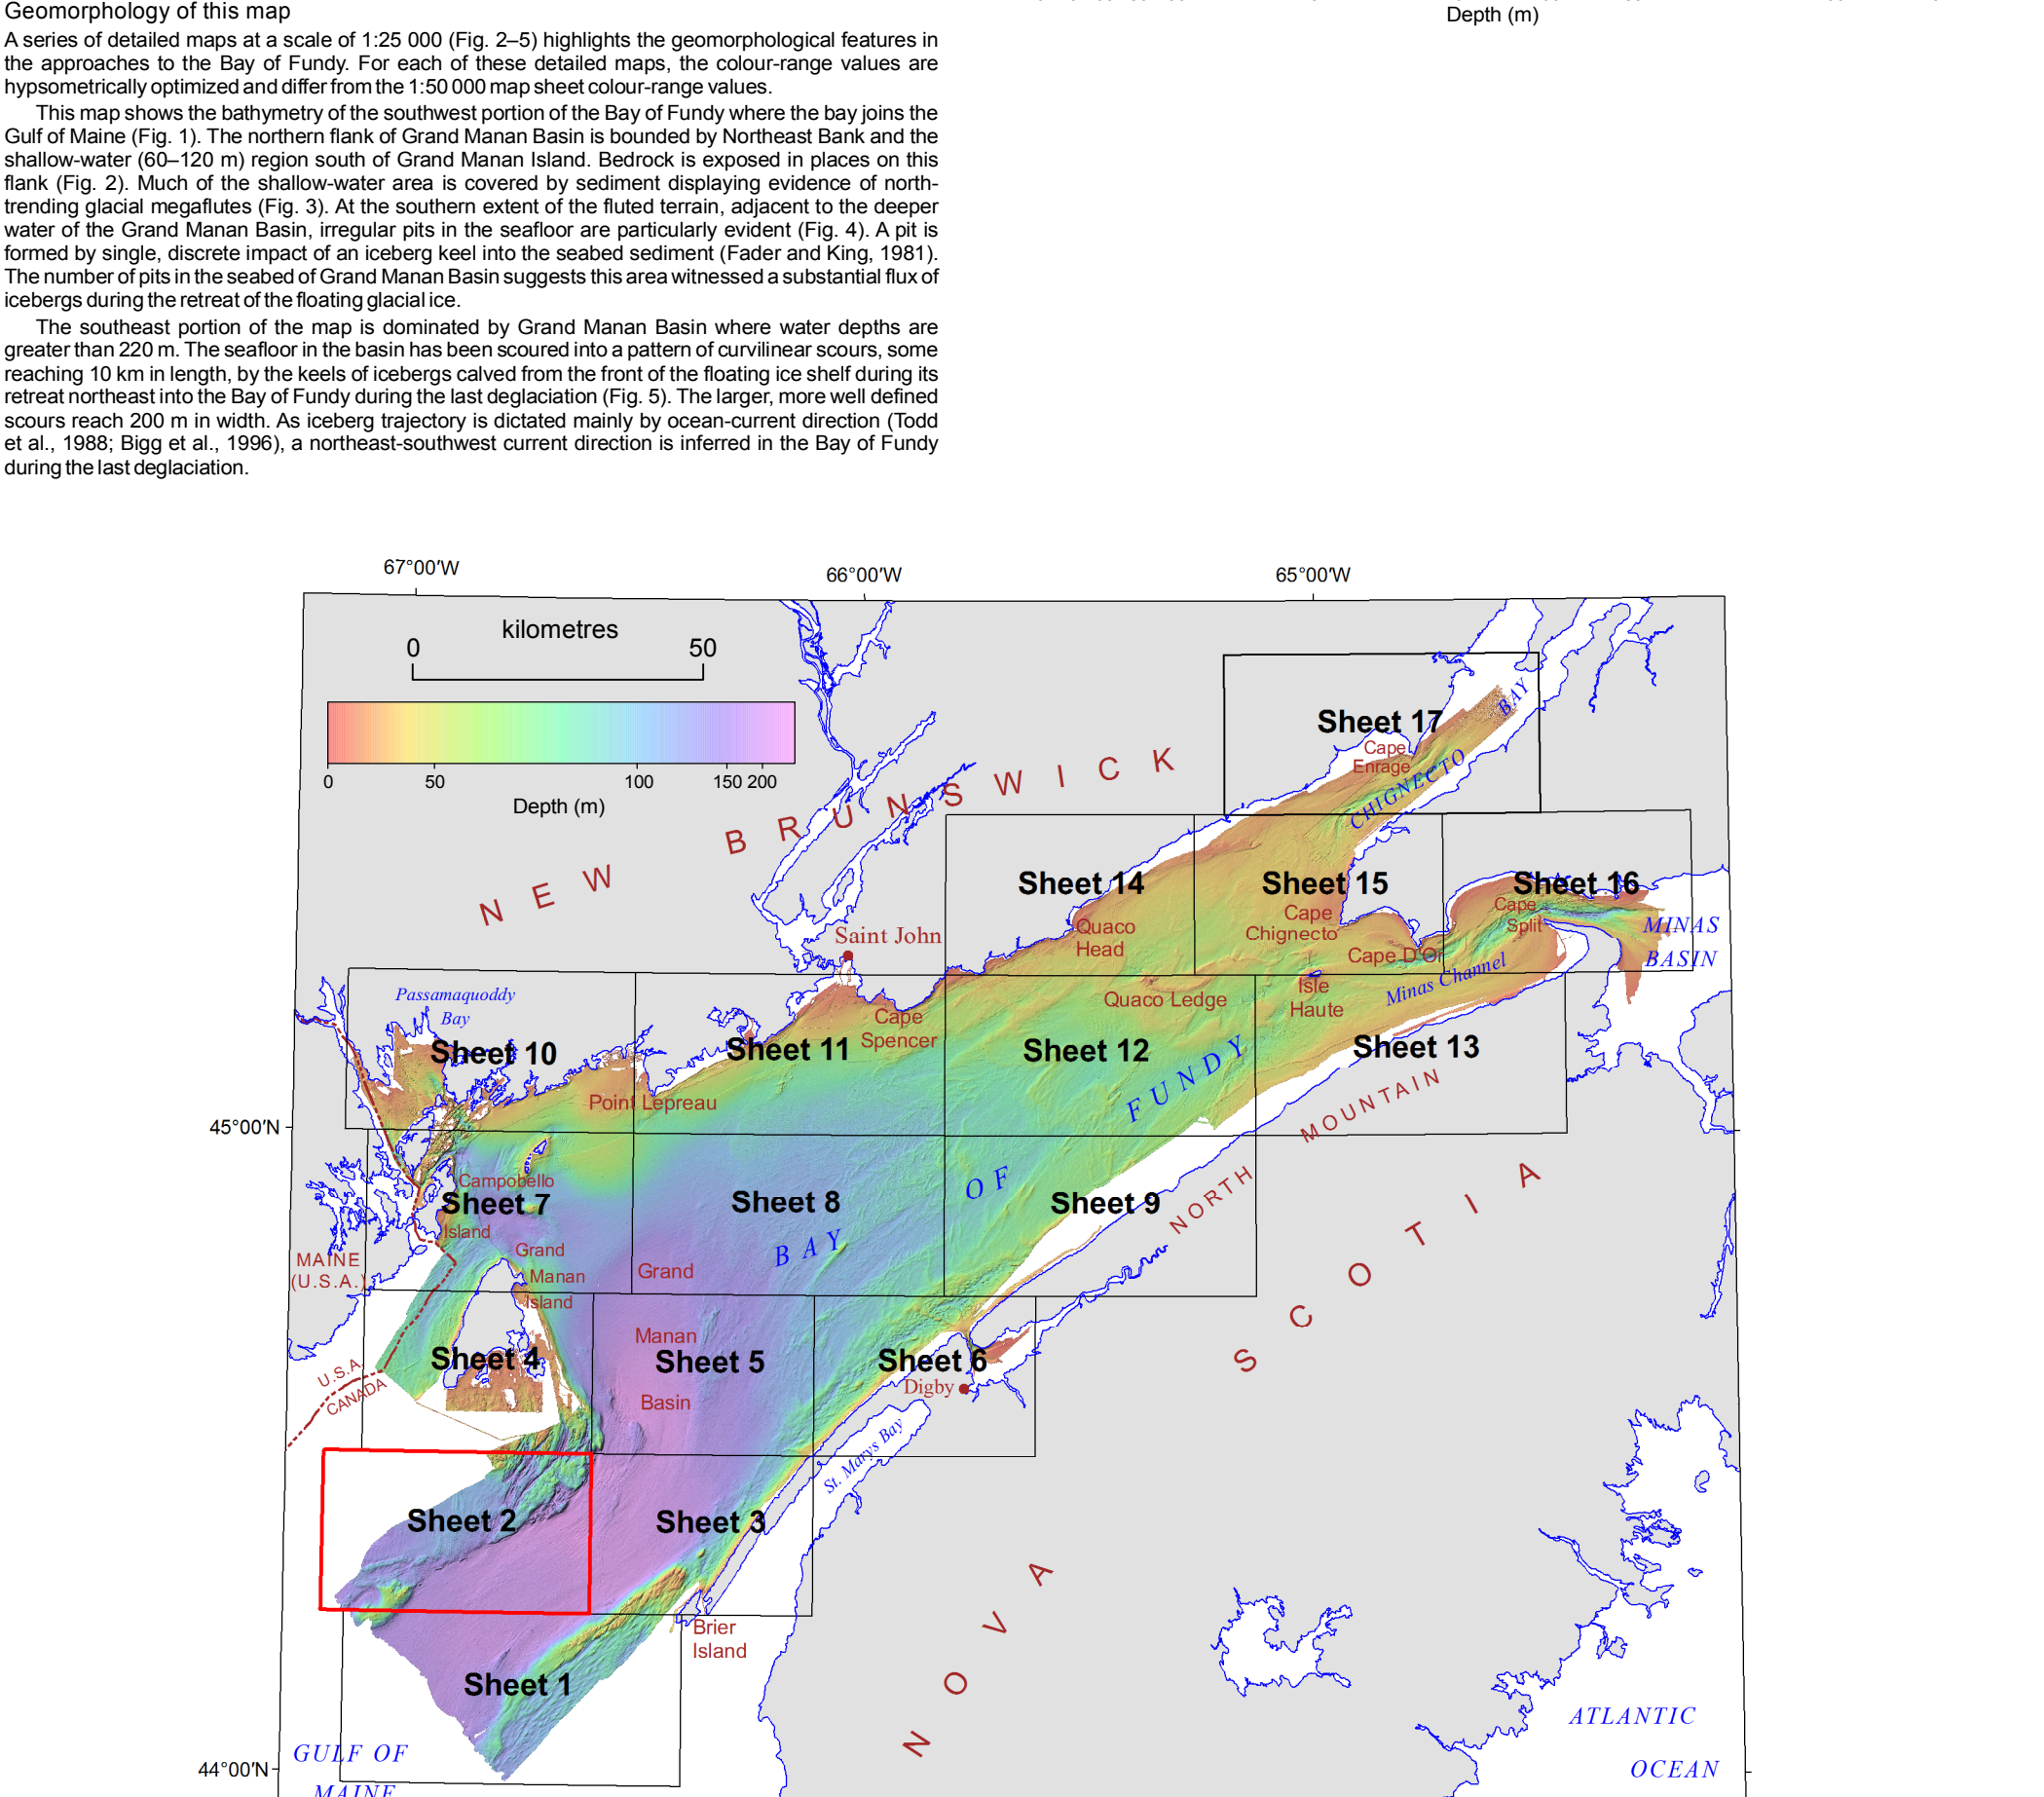 Depth (m)
Geomorphology of this map
A series of detailed maps at a scale of 1:25 000 (Fig. 2–5) highlights the geomorphological features in
the approaches to the Bay of Fundy. For each of these detailed maps, the colour-range values are
hypsometrically optimized and differ from the 1:50 000 map sheet colour-range values.
This map shows the bathymetry of the southwest portion of the Bay of Fundy where the bay joins the
Gulf of Maine (Fig. 1). The northern flank of Grand Manan Basin is bounded by Northeast Bank and the
shallow-water (60–120 m) region south of Grand Manan Island. Bedrock is exposed in places on this
flank (Fig. 2). Much of the shallow-water area is covered by sediment displaying evidence of north-
trending glacial megaflutes (Fig. 3). At the southern extent of the fluted terrain, adjacent to the deeper
water of the Grand Manan Basin, irregular pits in the seafloor are particularly evident (Fig. 4). A pit is
formed by single, discrete impact of an iceberg keel into the seabed sediment (Fader and King, 1981).
The number of pits in the seabed of Grand Manan Basin suggests this area witnessed a substantial flux of
icebergs during the retreat of the floating glacial ice.
The southeast portion of the map is dominated by Grand Manan Basin where water depths are
greater than 220 m. The seafloor in the basin has been scoured into a pattern of curvilinear scours, some
reaching 10 km in length, by the keels of icebergs calved from the front of the floating ice shelf during its
retreat northeast into the Bay of Fundy during the last deglaciation (Fig. 5). The larger, more well defined
scours reach 200 m in width. As iceberg trajectory is dictated mainly by ocean-current direction (Todd
et al., 1988; Bigg et al., 1996), a northeast-southwest current direction is inferred in the Bay of Fundy
during the last deglaciation.
67°00′W
66°00′W
65°00′W
kilometres
0 50
0 50 100 150 200
Depth (m)
NEW BRUNSWICK
Sheet 17
Cape
Enrage
CHIGNECTO BAY
Sheet 14
Sheet 15
Sheet 16
Quaco
Head
Cape
Chignecto
Cape D'Or
Cape
Split
MINAS
BASIN
Minas Channel
Saint John
Passamaquoddy
Bay
Sheet 10
Sheet 11
Cape
Spencer
Quaco Ledge
Isle
Haute
Sheet 12
Sheet 13
Point Lepreau
45°00′N
BAY OF FUNDY
NORTH MOUNTAIN
Campobello
Sheet 7
Island
Sheet 8
Sheet 9
Grand
Manan
Island
MAINE
(U.S.A.)
Grand
Manan
Sheet 5
Basin
Sheet 4
U.S.A.
CANADA
Sheet 6
Digby
St. Marys Bay
NOVA SCOTIA
Sheet 2
Sheet 3
Brier
Island
Sheet 1
44°00′N
GULF OF
MAINE
ATLANTIC
OCEAN